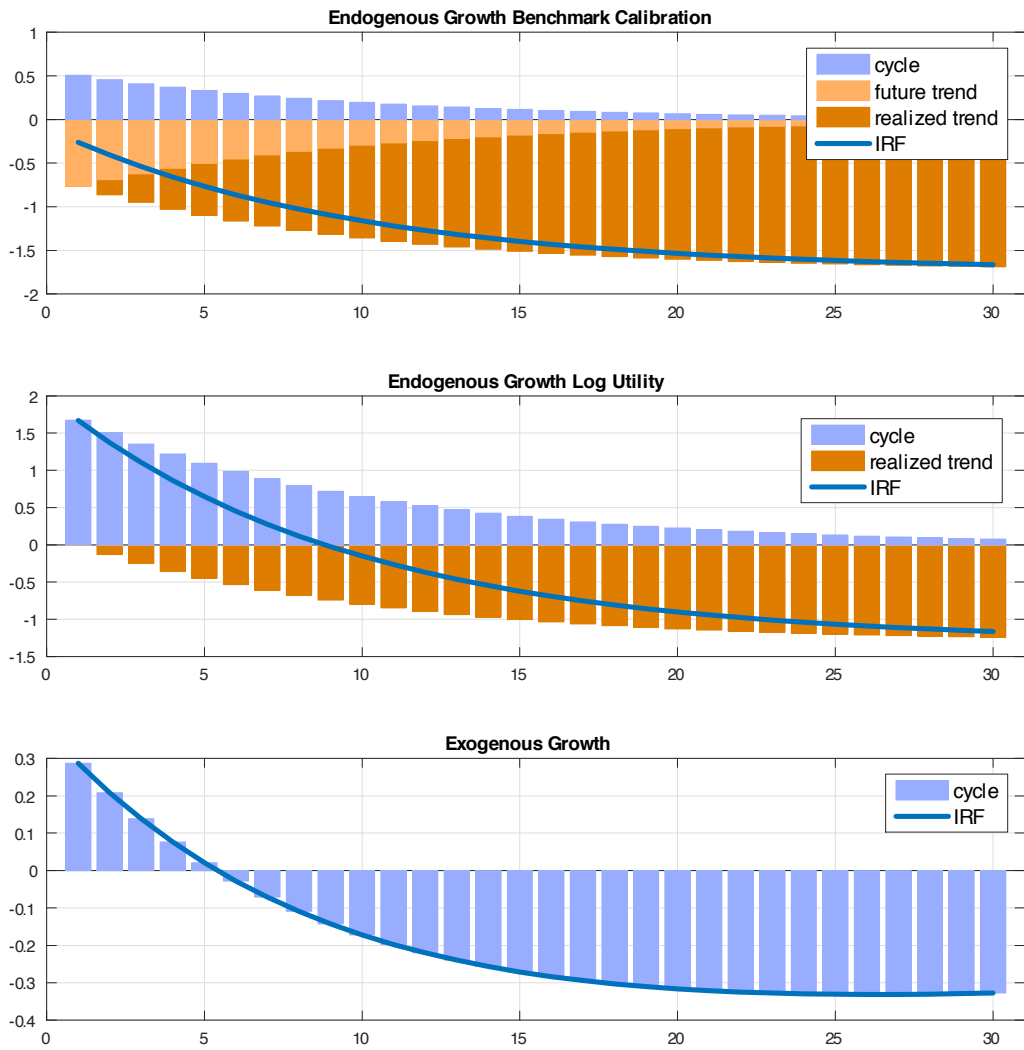 Endogenous Growth Benchmark Calibration
1
0.5
0
-0.5
-1
-1.5
-2
cycle
future trend
realized trend
IRF
0 5 10 15 20 25 30
Endogenous Growth Log Utility
2
1.5
1
0.5
0
-0.5
-1
-1.5
cycle
realized trend
IRF
0 5 10 15 20 25 30
Exogenous Growth
0.3
0.2
0.1
0
-0.1
-0.2
-0.3
-0.4
cycle
IRF
0 5 10 15 20 25 30